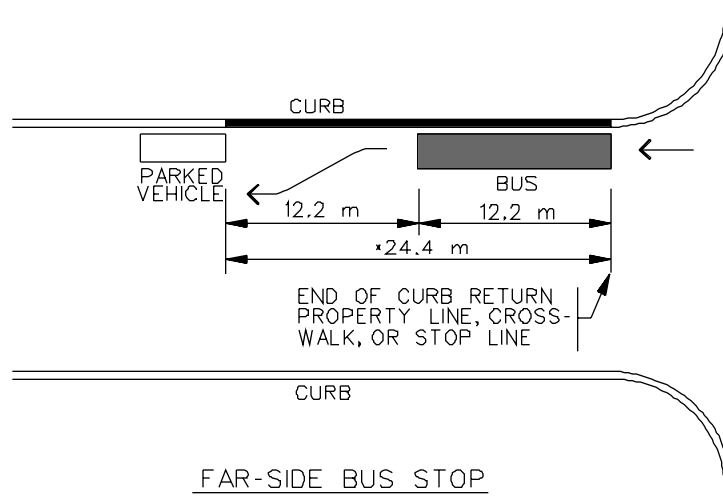 CURB
PARKED
VEHICLE
BUS
12.2 m
12.2 m
*24.4 m
END OF CURB RETURN
PROPERTY LINE, CROSS-
WALK, OR STOP LINE
CURB
FAR-SIDE BUS STOP